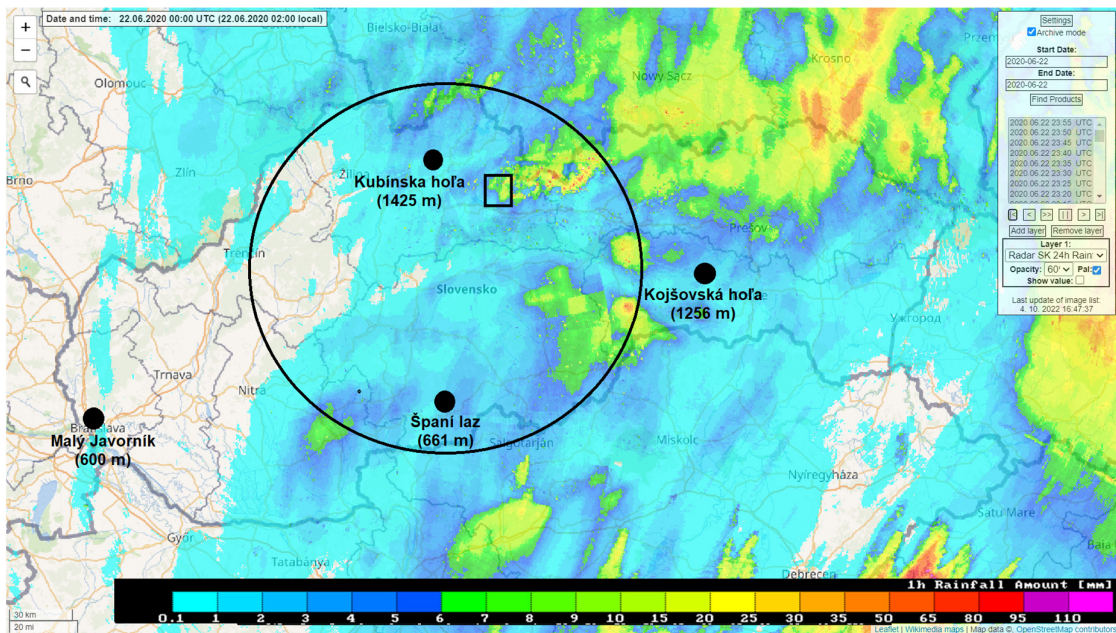 +
−
Date and time: 22.06.2020 00:00 UTC (22.06.2020 02:00 local)
Settings
Archive mode
Start Date:
2020-06-22
End Date:
2020-06-22
Find Products
2020 06 22 23:55 UTC
2020 06 22 23:50 UTC
2020 06 22 23:45 UTC
2020 06 22 23:40 UTC
2020 06 22 23:35 UTC
2020 06 22 23:30 UTC
2020 06 22 23:25 UTC
2020 06 22 23:20 UTC
|< < >> || > >|
Add layer Remove layer
Layer 1:
Radar SK 24h Rain
Opacity: 60 Pal:
Show value:
Last update of image list:
4. 10. 2022 16:47:37
Bielsko-Biała
Olomouc
Nowy Sącz
Krosno
Zlín
Brno
Kubínska hoľa
(1425 m)
Trenčín
Prešov
Slovensko
Kojšovská hoľa
(1256 m)
Ужгород
Trnava
Nitra
Bratislava
Malý Javorník
(600 m)
Španí laz
(661 m)
Salgótarján
Miskolc
Nyíregyháza
Satu Mare
Győr
Tatabánya
Debrecen
1h Rainfall Amount [mm]
0.1 1 2 3 4 5 6 7 8 9 10 15 20 25 30 35 50 65 80 95 110
30 km
20 mi
Leaflet | Wikimedia maps | Map data ©, OpenStreetMap contributors